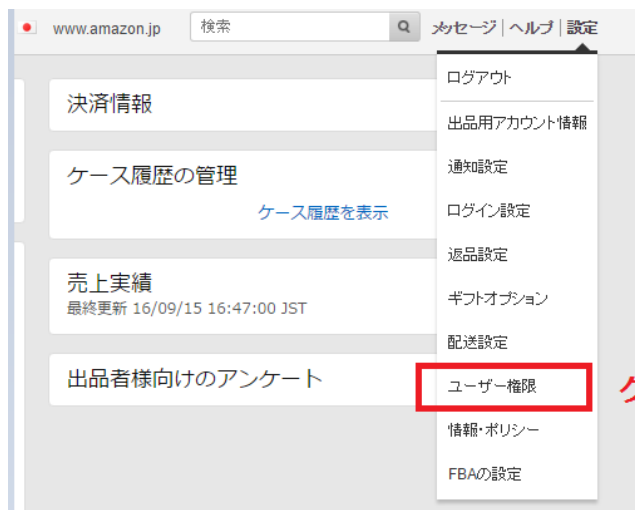 www.amazon.jp 検索 メッセージ | ヘルプ | 設定
決済情報
ケース履歴の管理
ケース履歴を表示
売上実績
最終更新 16/09/15 16:47:00 JST
出品者様向けのアンケート
ログアウト
出品用アカウント情報
通知設定
ログイン設定
返品設定
ギフトオプション
配送設定
ユーザー権限
情報・ポリシー
FBAの設定